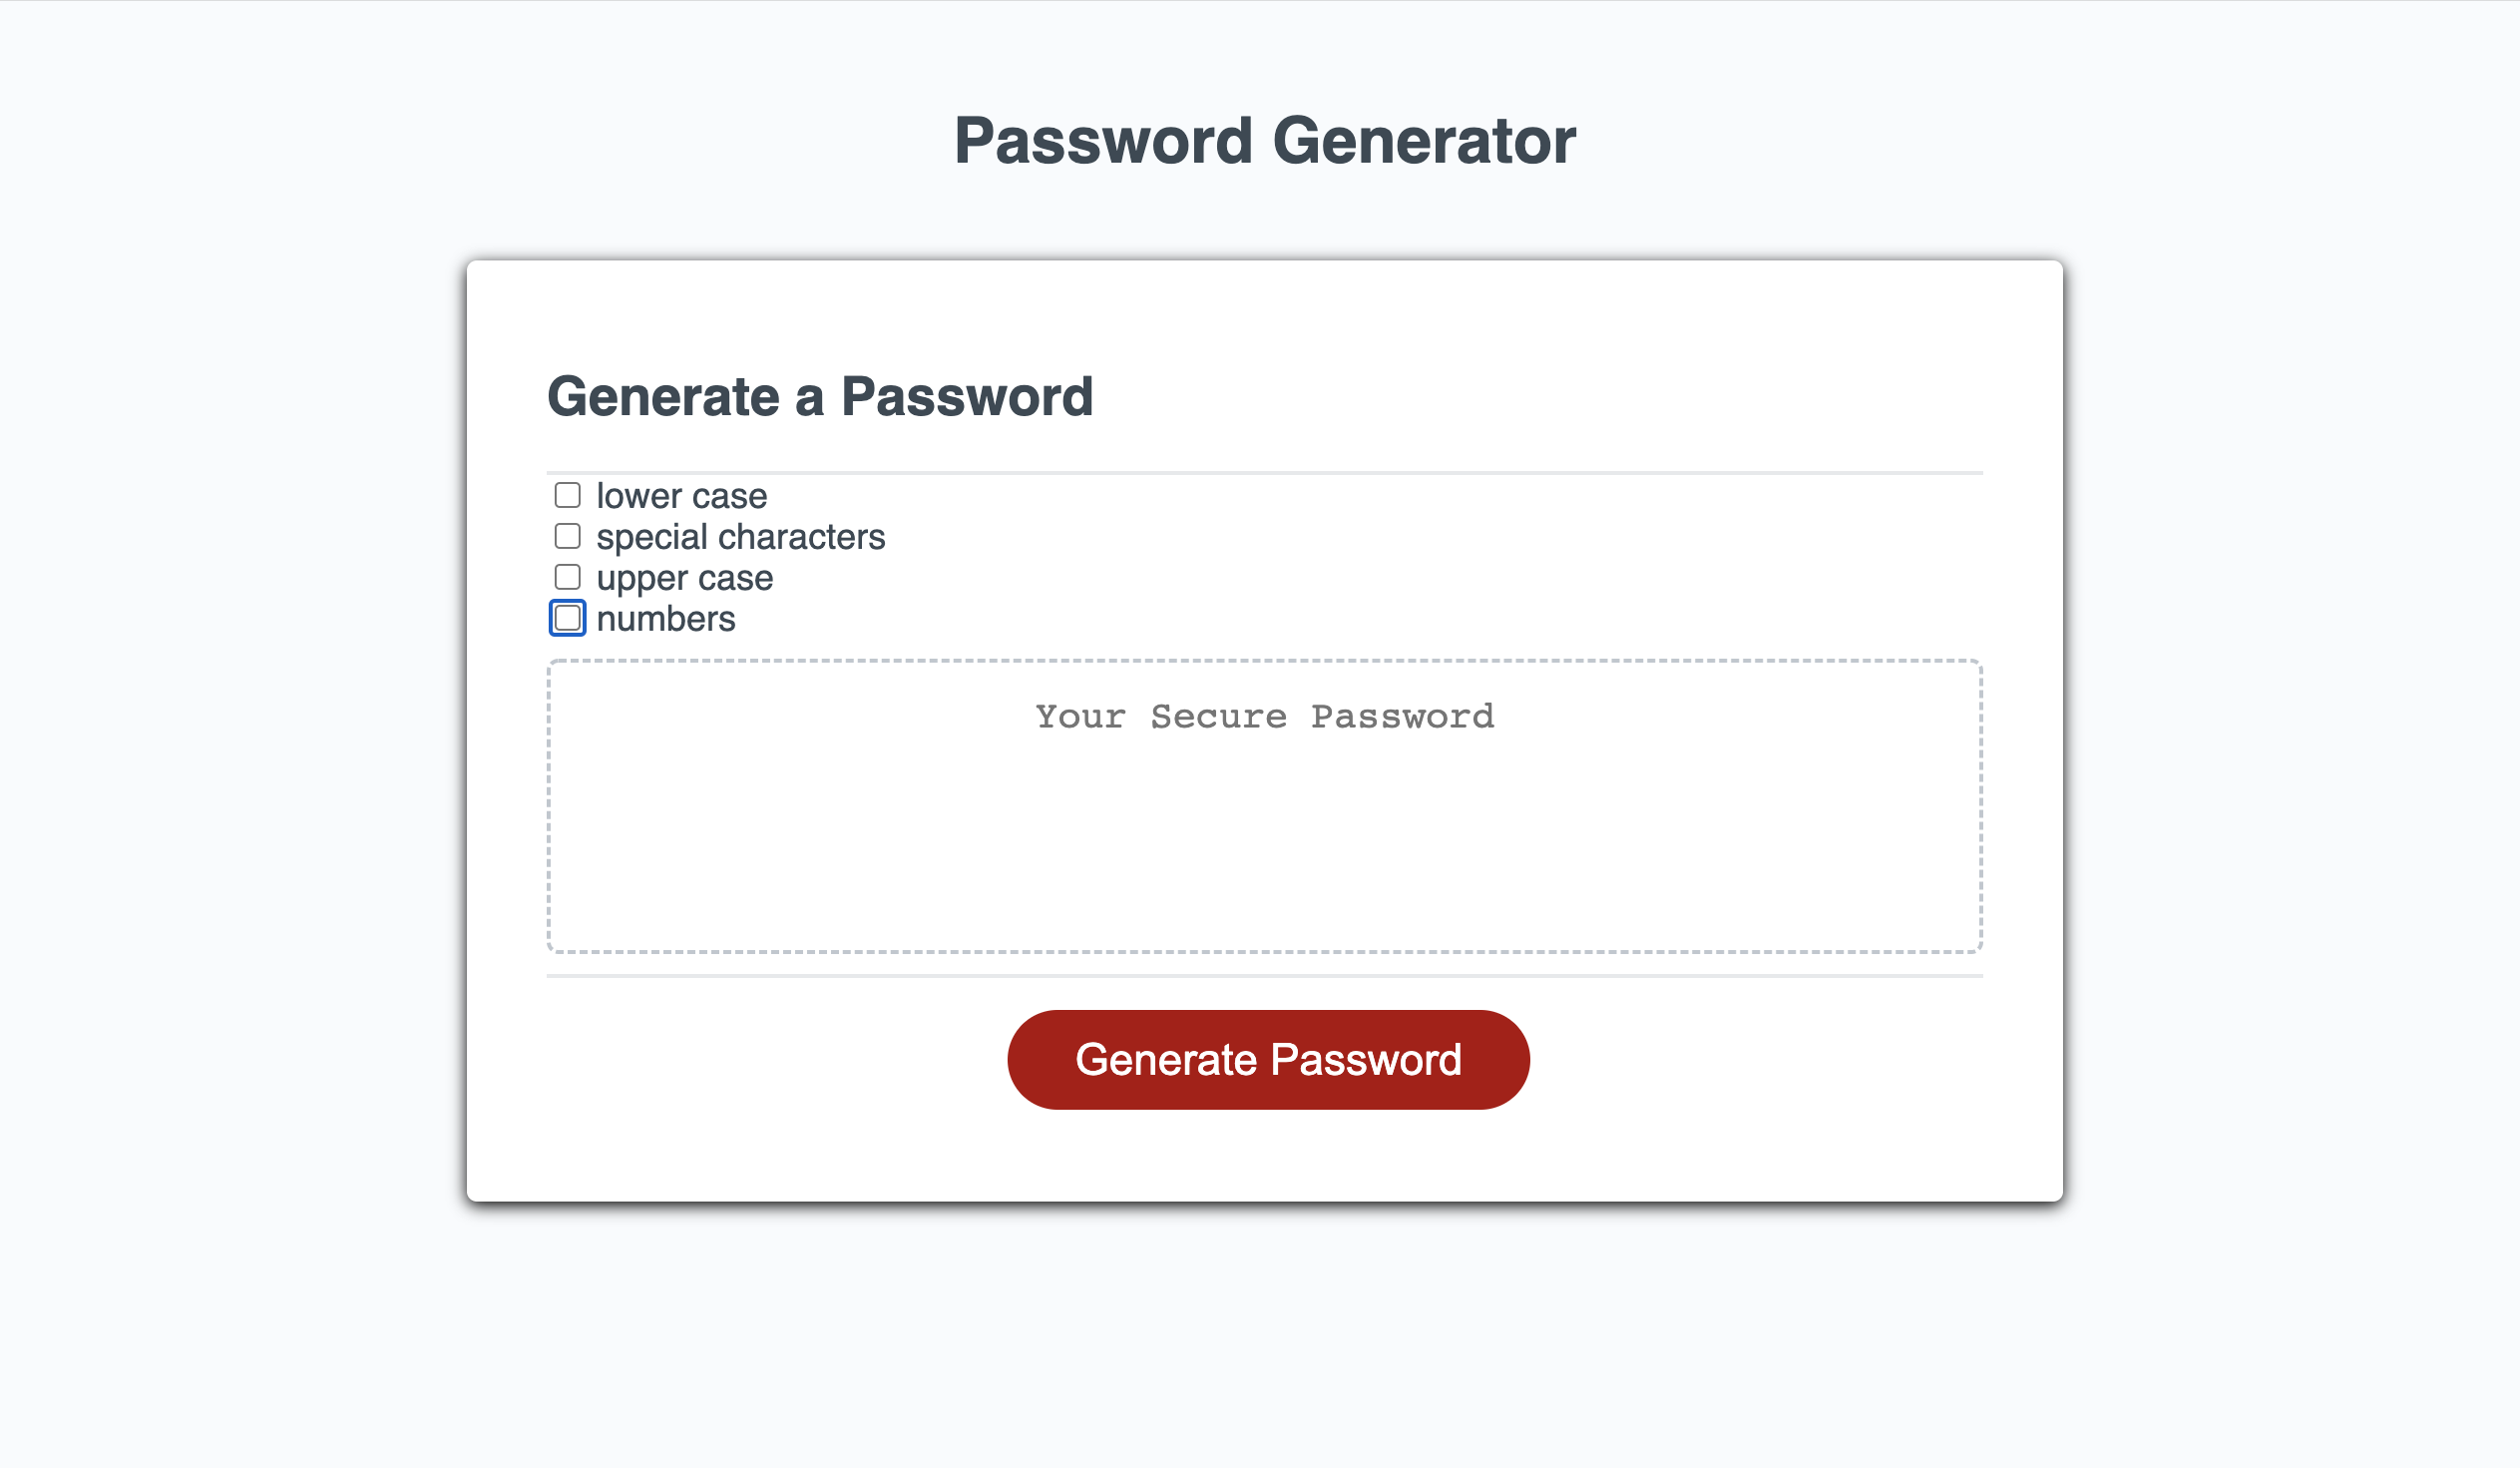 Password Generator
Generate a Password
lower case
special characters
upper case
numbers
Your Secure Password
Generate Password